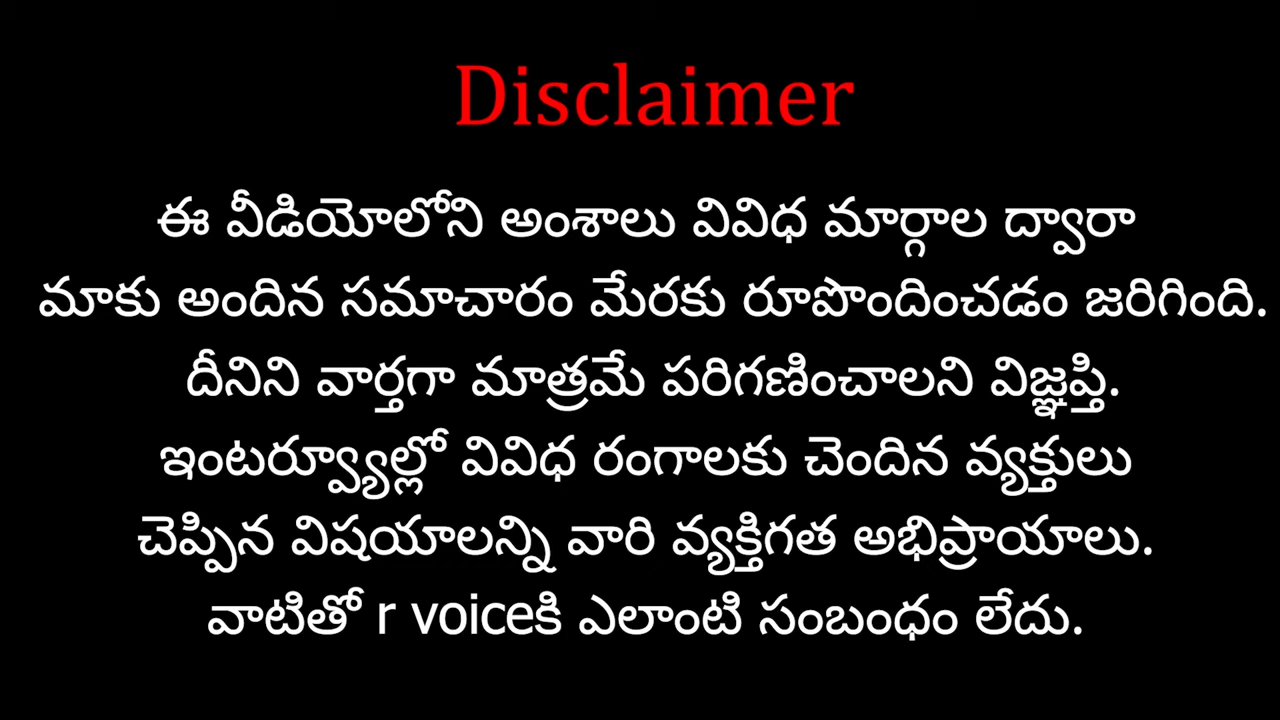 Disclaimer
ఈ వీడియోలోని అంశాలు వివిధ మార్గాల ద్వారా
మాకు అందిన సమాచారం మేరకు రూపొందించడం జరిగింది.
దీనిని వార్తగా మాత్రమే పరిగణించాలని విజ్ఞప్తి.
ఇంటర్వ్యూల్లో వివిధ రంగాలకు చెందిన వ్యక్తులు
చెప్పిన విషయాలన్ని వారి వ్యక్తిగత అభిప్రాయాలు.
వాటితో r voiceకి ఎలాంటి సంబంధం లేదు.